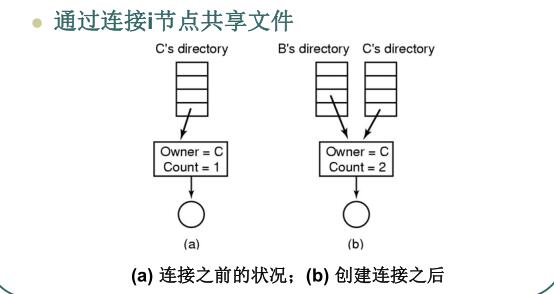 通过连接i节点共享文件
C's directory
B's directory
C's directory
Owner = C
Count = 1
Owner = C
Count = 2
(a)
(b)
(a) 连接之前的状况；(b) 创建连接之后